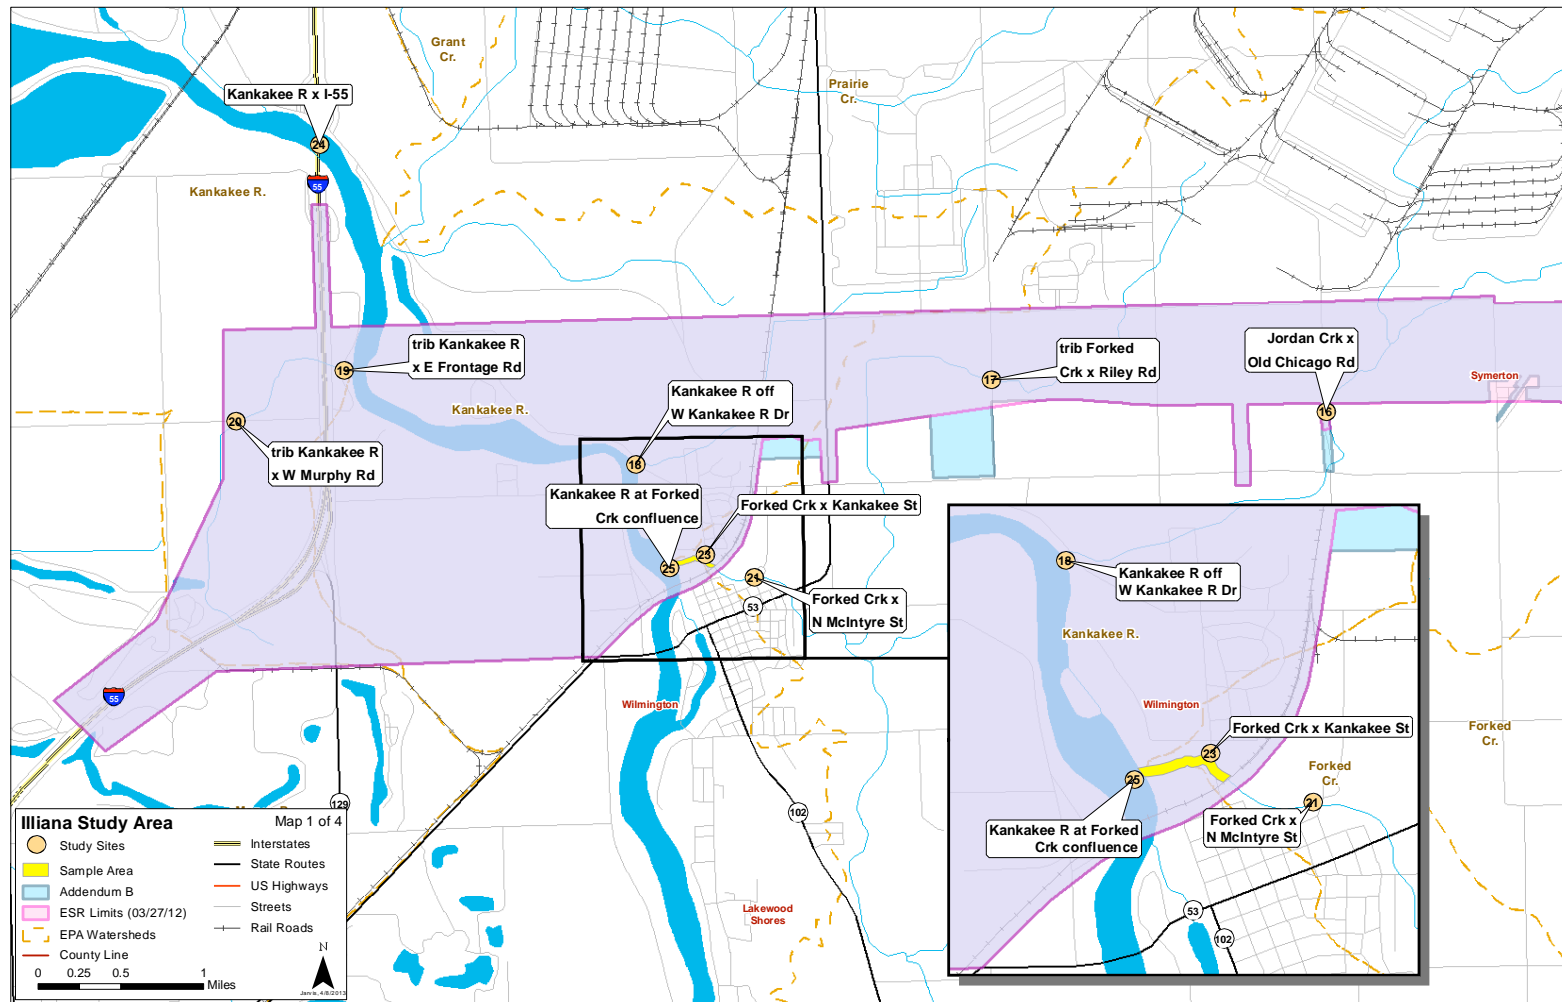 Grant
Cr.
Prairie
Cr.
Kankakee R x I-55
24
55
Kankakee R.
trib Kankakee R
x E Frontage Rd
19
trib Forked
Crk x Riley Rd
17
Jordan Crk x
Old Chicago Rd
16
Symerton
Kankakee R off
W Kankakee R Dr
18
Kankakee R.
20
trib Kankakee R
x W Murphy Rd
Kankakee R at Forked
Crk confluence
25
Forked Crk x Kankakee St
23
21
Forked Crk x
N McIntyre St
53
55
Wilmington
129
102
Lakewood
Shores
Forked
Cr.
18
Kankakee R off
W Kankakee R Dr
Kankakee R.
Wilmington
Forked Crk x Kankakee St
23
25
Forked
Cr.
21
Forked Crk x
N McIntyre St
Kankakee R at Forked
Crk confluence
53
102
Illiana Study Area
Map 1 of 4
Study Sites
Sample Area
Addendum B
ESR Limits (03/27/12)
EPA Watersheds
County Line
Interstates
State Routes
US Highways
Streets
Rail Roads
N
0 0.25 0.5 1
Miles
Jarvis, 4/8/2013